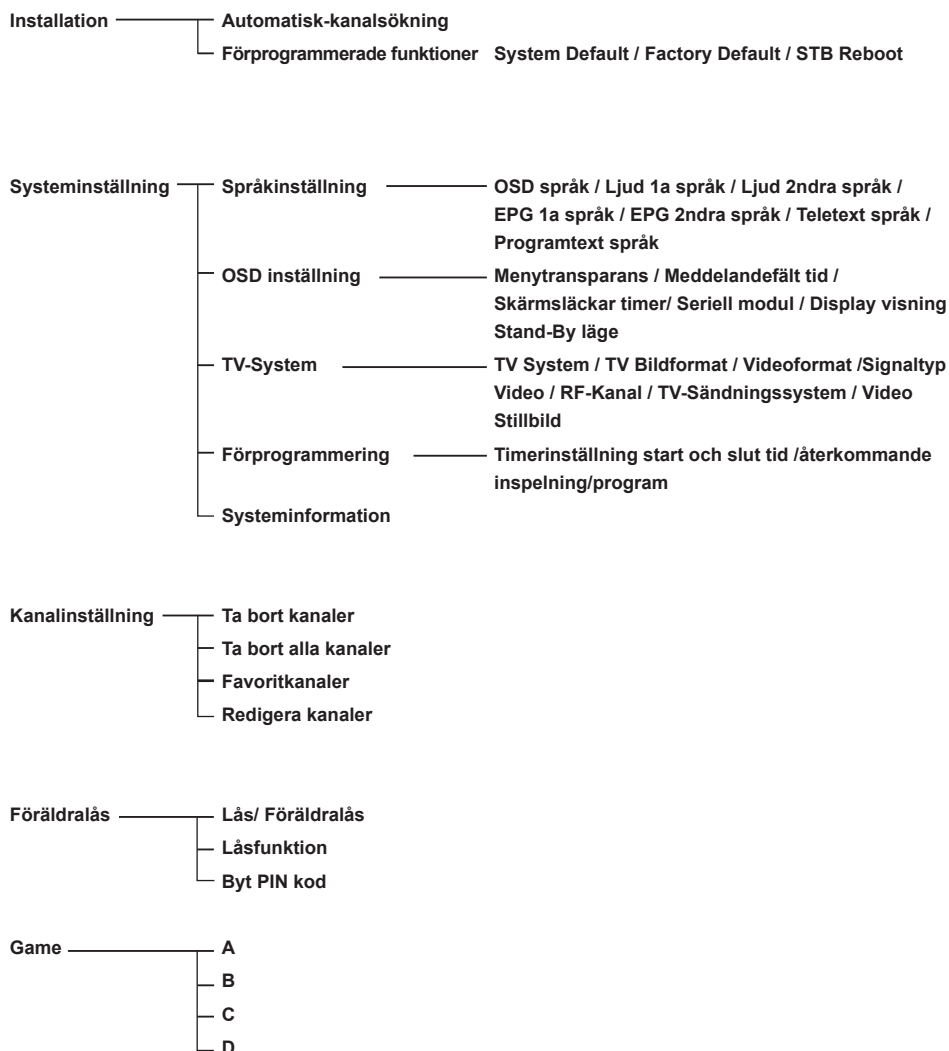 Installation Automatisk-kanalsökning
Förprogrammerade funktioner System Default / Factory Default / STB Reboot
Systeminställning Språkinställning OSD språk / Ljud 1a språk / Ljud 2ndra språk /
EPG 1a språk / EPG 2ndra språk / Teletext språk /
Programtext språk
OSD inställning Menytransparans / Meddelandefält tid /
Skärmsläckar timer/ Seriell modul / Display visning
Stand-By läge
TV-System TV System / TV Bildformat / Videoformat /Signaltyp
Video / RF-Kanal / TV-Sändningssystem / Video
Stillbild
Förprogrammering Timerinställning start och slut tid /återkommande
inspelning/program
Systeminformation
Kanalinställning Ta bort kanaler
Ta bort alla kanaler
Favoritkanaler
Redigera kanaler
Föräldralås Lås/ Föräldralås
Låsfunktion
Byt PIN kod
Game A
B
C
D